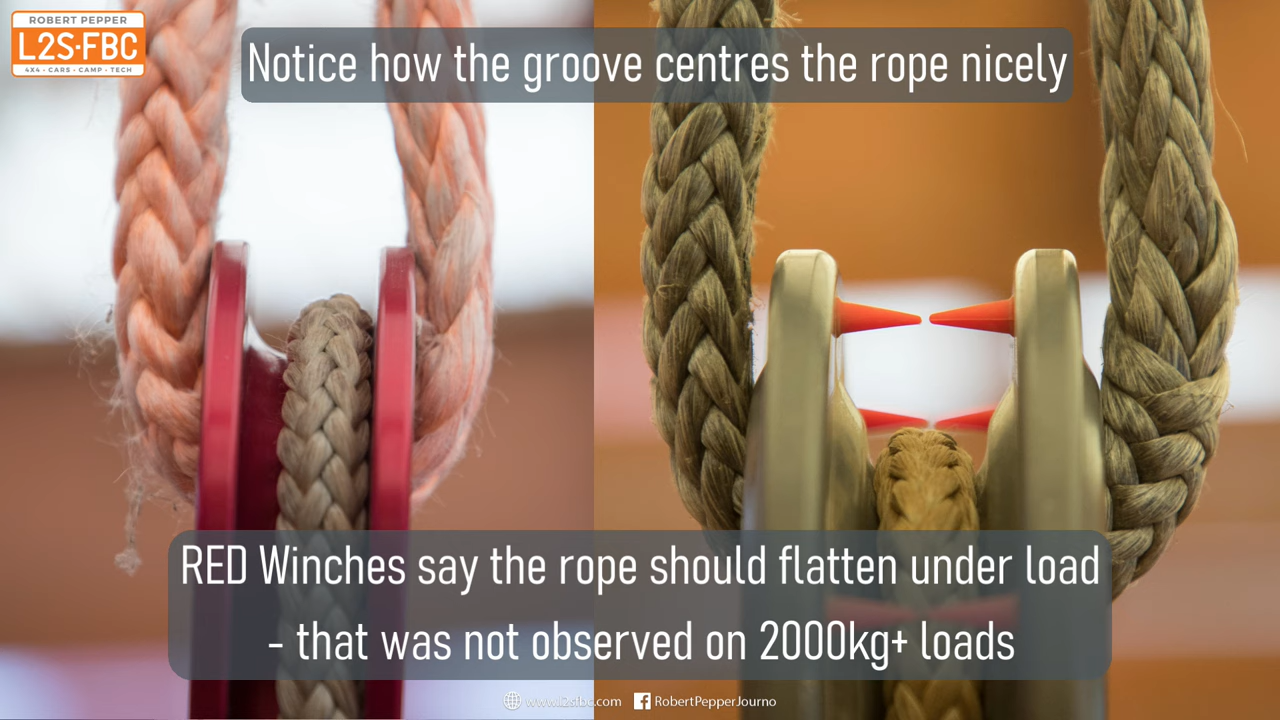 ROBERT PEPPER
L2S·FBC
4X4 • CARS • CAMP • TECH
Notice how the groove centres the rope nicely
RED Winches say the rope should flatten under load
- that was not observed on 2000kg+ loads
www.l2sfbc.com RobertPepperJourno